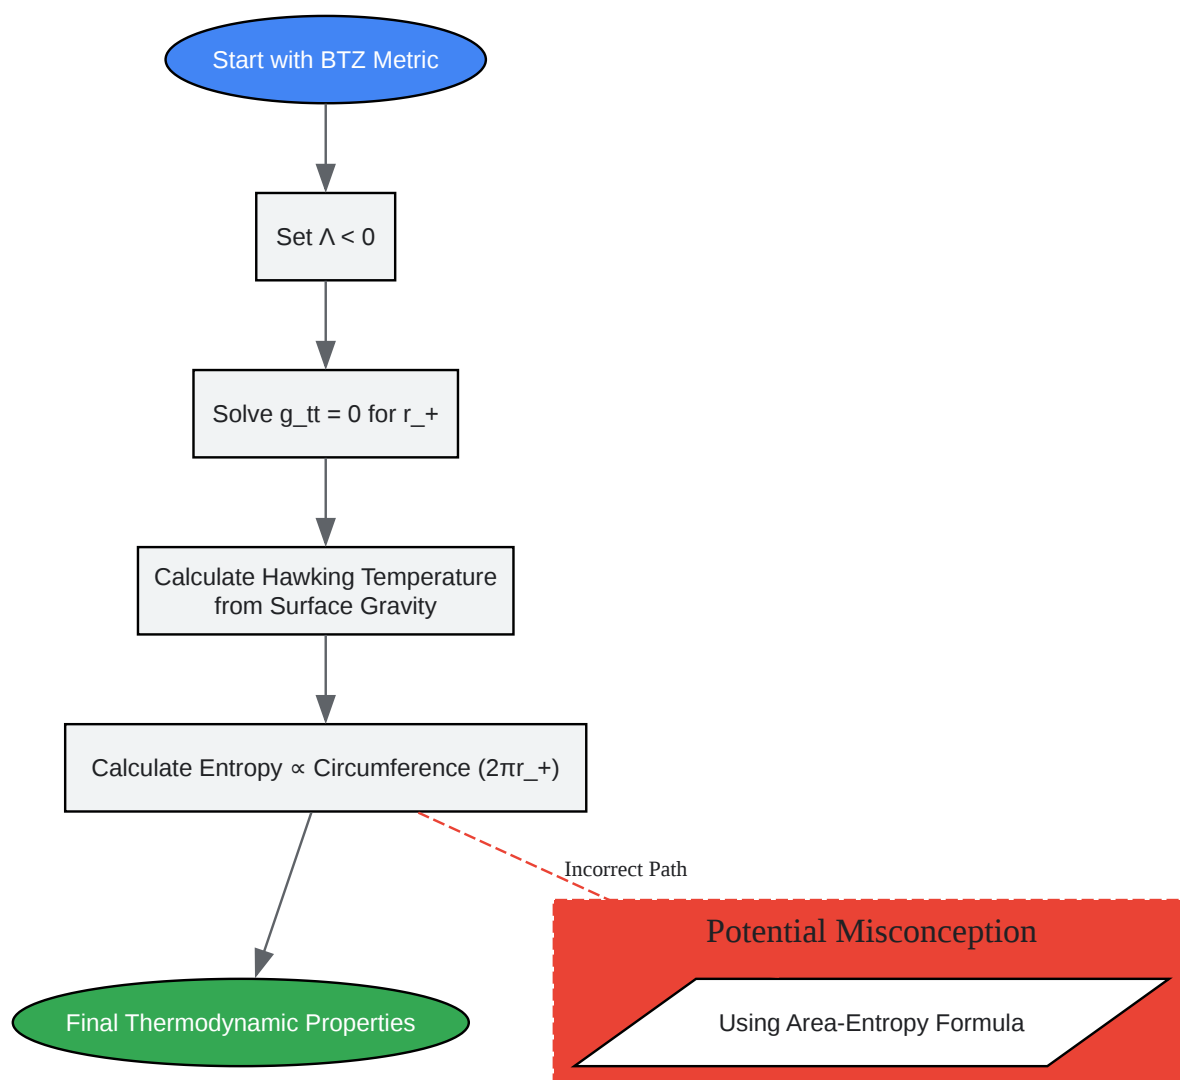 Start with BTZ Metric
Set Λ < 0
Solve g_tt = 0 for r_+
Calculate Hawking Temperature
from Surface Gravity
Calculate Entropy ∝ Circumference (2πr_+)
Incorrect Path
Potential Misconception
Final Thermodynamic Properties
Using Area-Entropy Formula